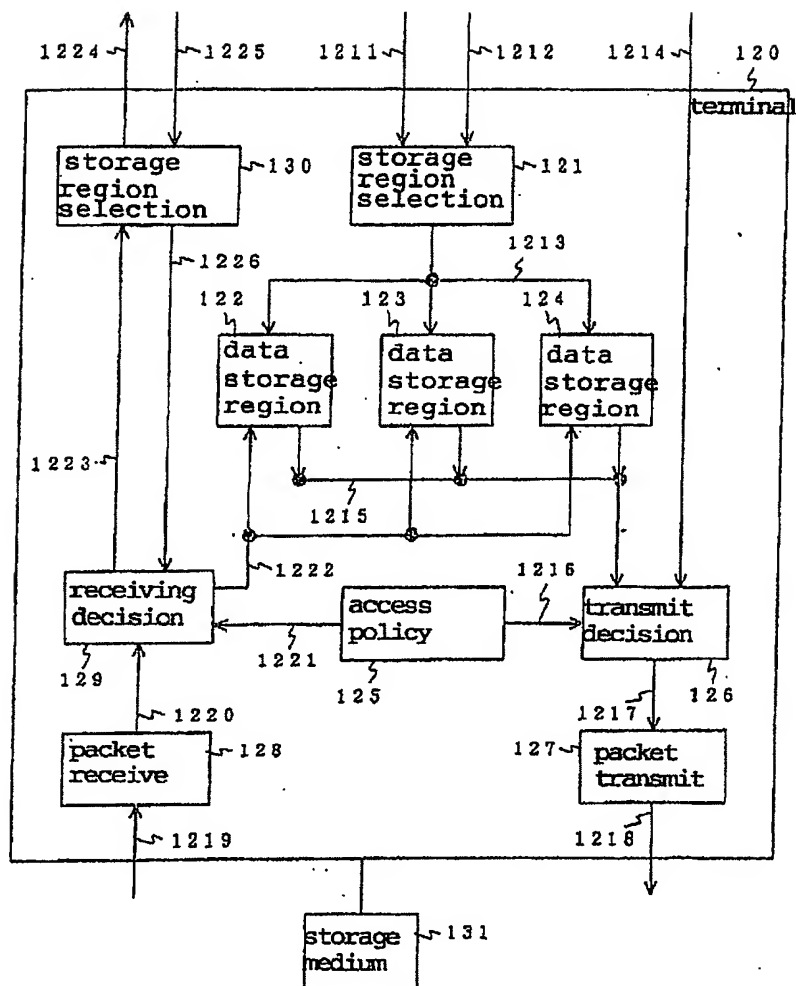 1224
1225
1211
1212
1214
120
terminal
storage
region
selection
130
storage
region
selection
121
1226
1213
122
123
124
data
storage
region
data
storage
region
data
storage
region
1223
1215
1222
1216
receiving
decision
access
policy
transmit
decision
129
1221
125
126
1220
1217
packet
receive
128
127
packet
transmit
1219
1218
storage
medium
131